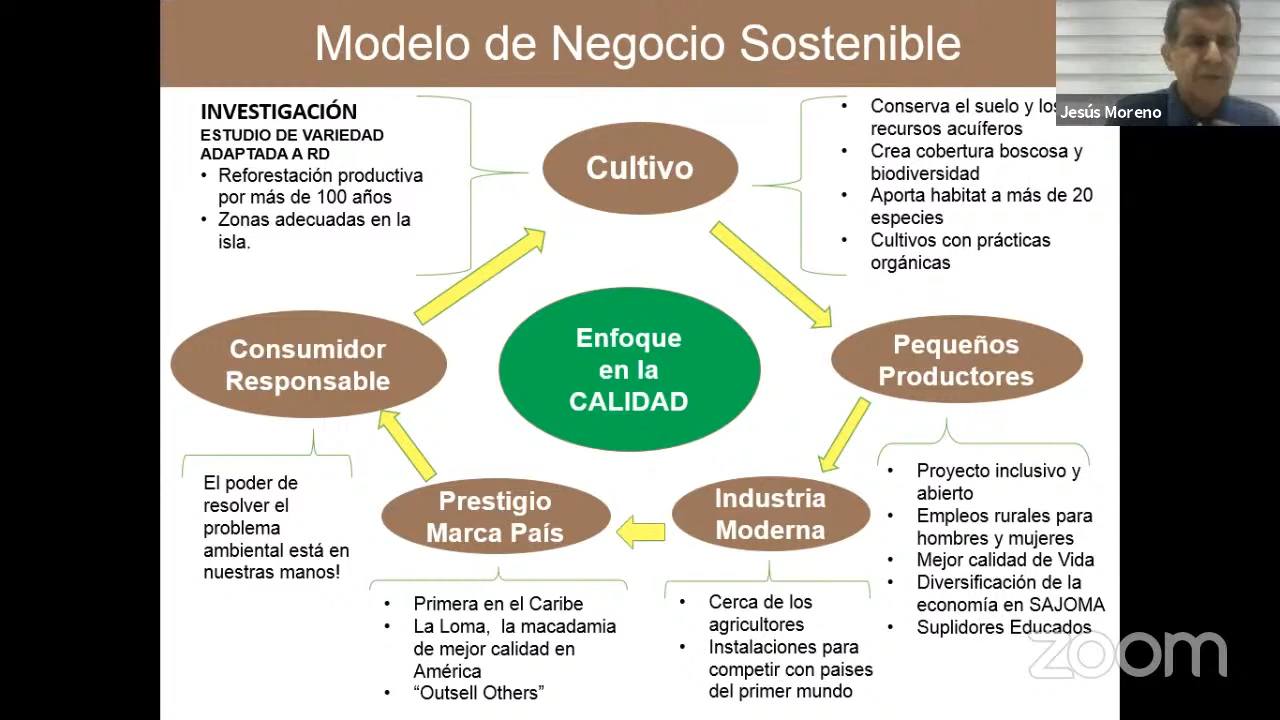 Modelo de Negocio Sostenible
Jesús Moreno
INVESTIGACIÓN
ESTUDIO DE VARIEDAD
ADAPTADA A RD
• Reforestación productiva
por más de 100 años
• Zonas adecuadas en la
isla.
Cultivo
• Conserva el suelo y los
recursos acuíferos
• Crea cobertura boscosa y
biodiversidad
• Aporta habitat a más de 20
especies
• Cultivos con prácticas
orgánicas
Enfoque
en la
CALIDAD
Consumidor
Responsable
Pequeños
Productores
El poder de
resolver el
problema
ambiental está en
nuestras manos!
Prestigio
Marca País
Industria
Moderna
• Proyecto inclusivo y
abierto
• Empleos rurales para
hombres y mujeres
• Mejor calidad de Vida
• Diversificación de la
economía en SAJOMA
• Suplidores Educados
• Primera en el Caribe
• La Loma, la macadamia
de mejor calidad en
América
• “Outsell Others”
• Cerca de los
agricultores
• Instalaciones para
competir con paises
del primer mundo
zoom